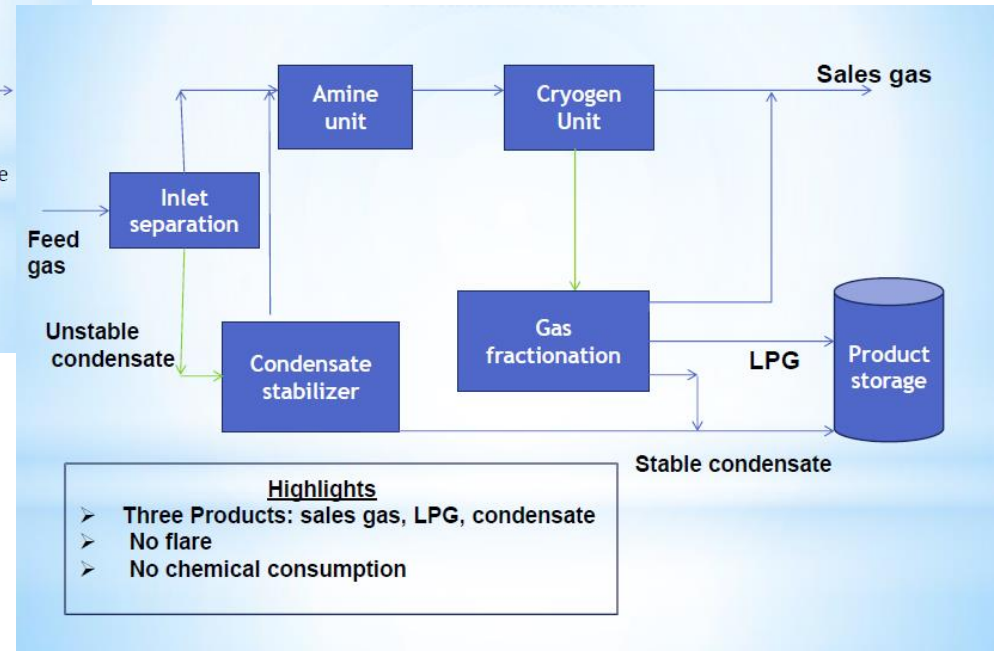 Sales gas
Amine
unit
Cryogen
Unit
e
Inlet
separation
Feed
gas
Unstable
condensate
Condensate
stabilizer
Gas
fractionation
LPG
Product
storage
Stable condensate
Highlights
➢ Three Products: sales gas, LPG, condensate
➢ No flare
➢ No chemical consumption